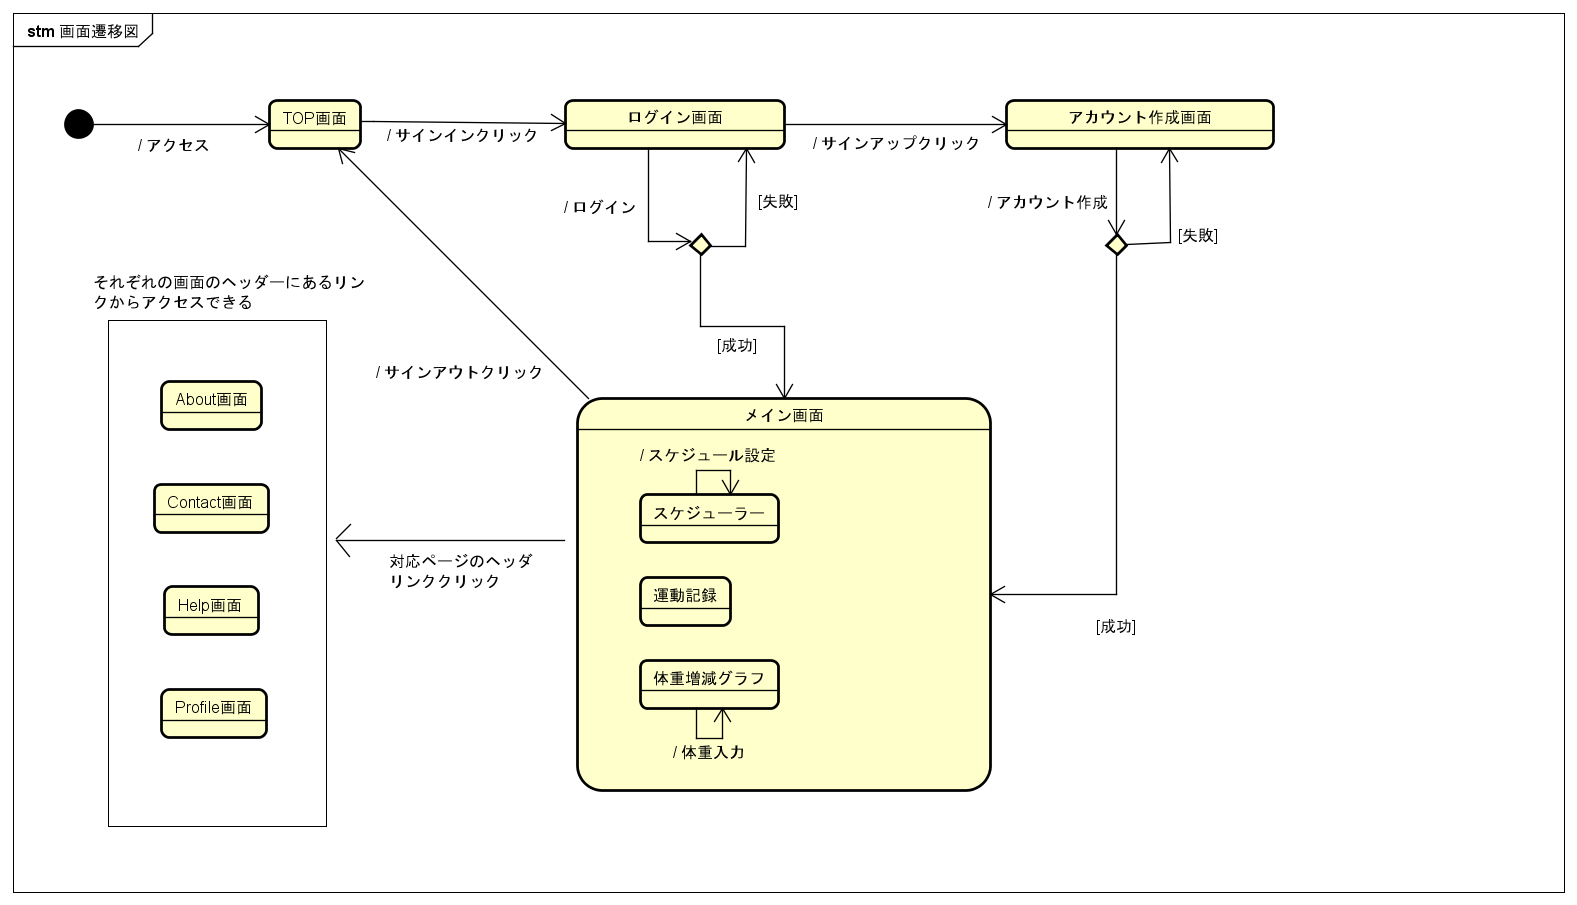 stm 画面遷移図
TOP画面
ログイン画面
アカウント作成画面
/ アクセス
/ サインインクリック
/ サインアップクリック
/ ログイン
[失敗]
/ アカウント作成
[失敗]
それぞれの画面のヘッダーにあるリン
クからアクセスできる
[成功]
/ サインアウトクリック
About画面
Contact画面
Help画面
Profile画面
対応ページのヘッダ
リンククリック
メイン画面
/ スケジュール設定
スケジューラー
運動記録
体重増減グラフ
/ 体重入力
[成功]